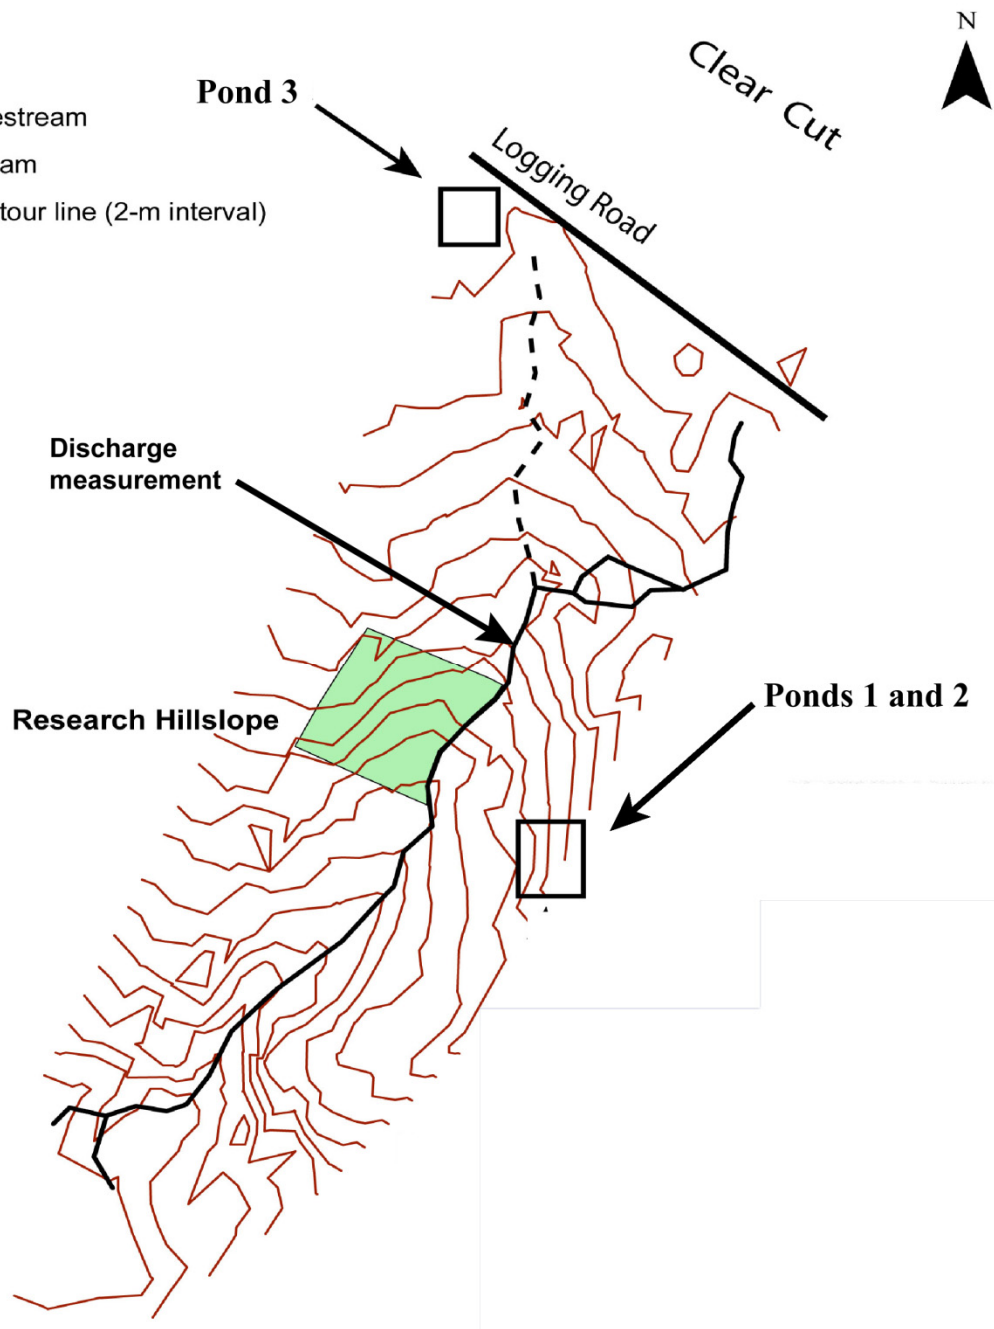 N
Clear Cut
Pond 3
estream
Logging Road
am
tour line (2-m interval)
Discharge
measurement
Ponds 1 and 2
Research Hillslope